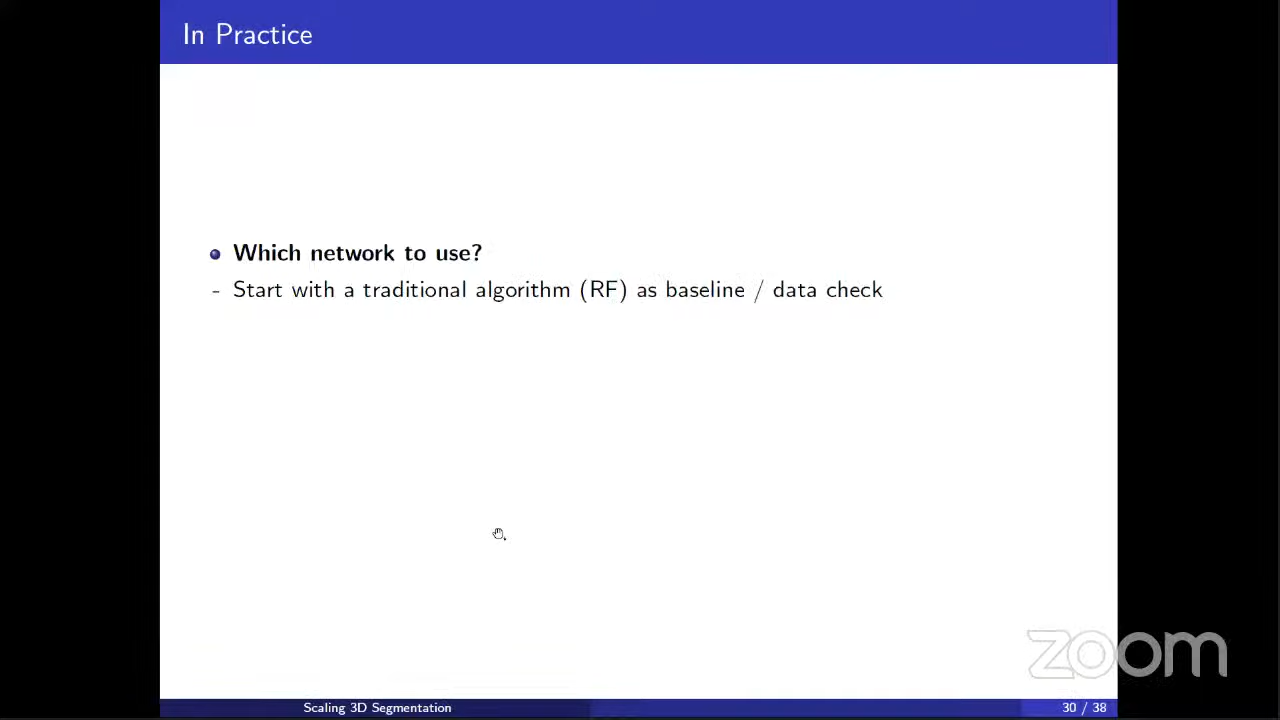 In Practice
Which network to use?
- Start with a traditional algorithm (RF) as baseline / data check
zoom
Scaling 3D Segmentation
30 / 38